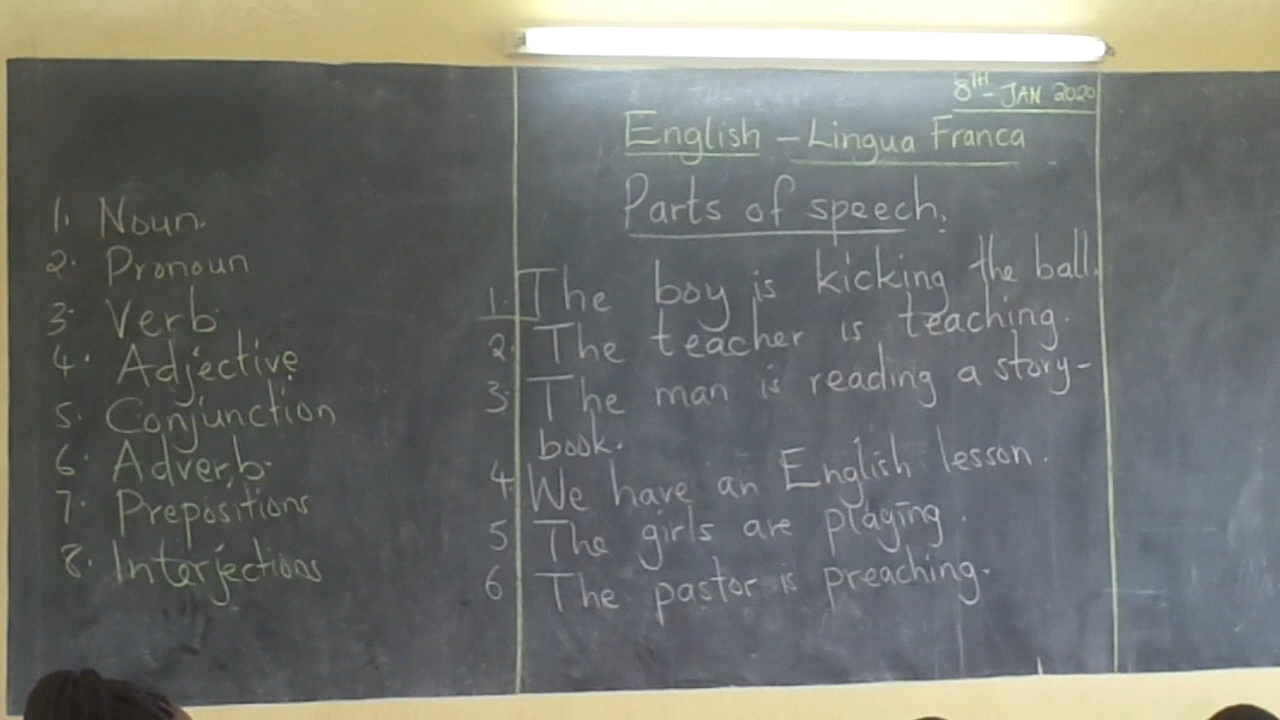 8TH - JAN 2020
English - Lingua Franca
Parts of speech.
1. Noun.
2. Pronoun
3. Verb
4. Adjective
5. Conjunction
6. Adverb.
7. Prepositions
8. Interjections
1. The boy is kicking the ball.
2. The teacher is teaching.
3. The man is reading a story-
book.
4. We have an English lesson.
5 The girls are playing.
6 The pastor is preaching.